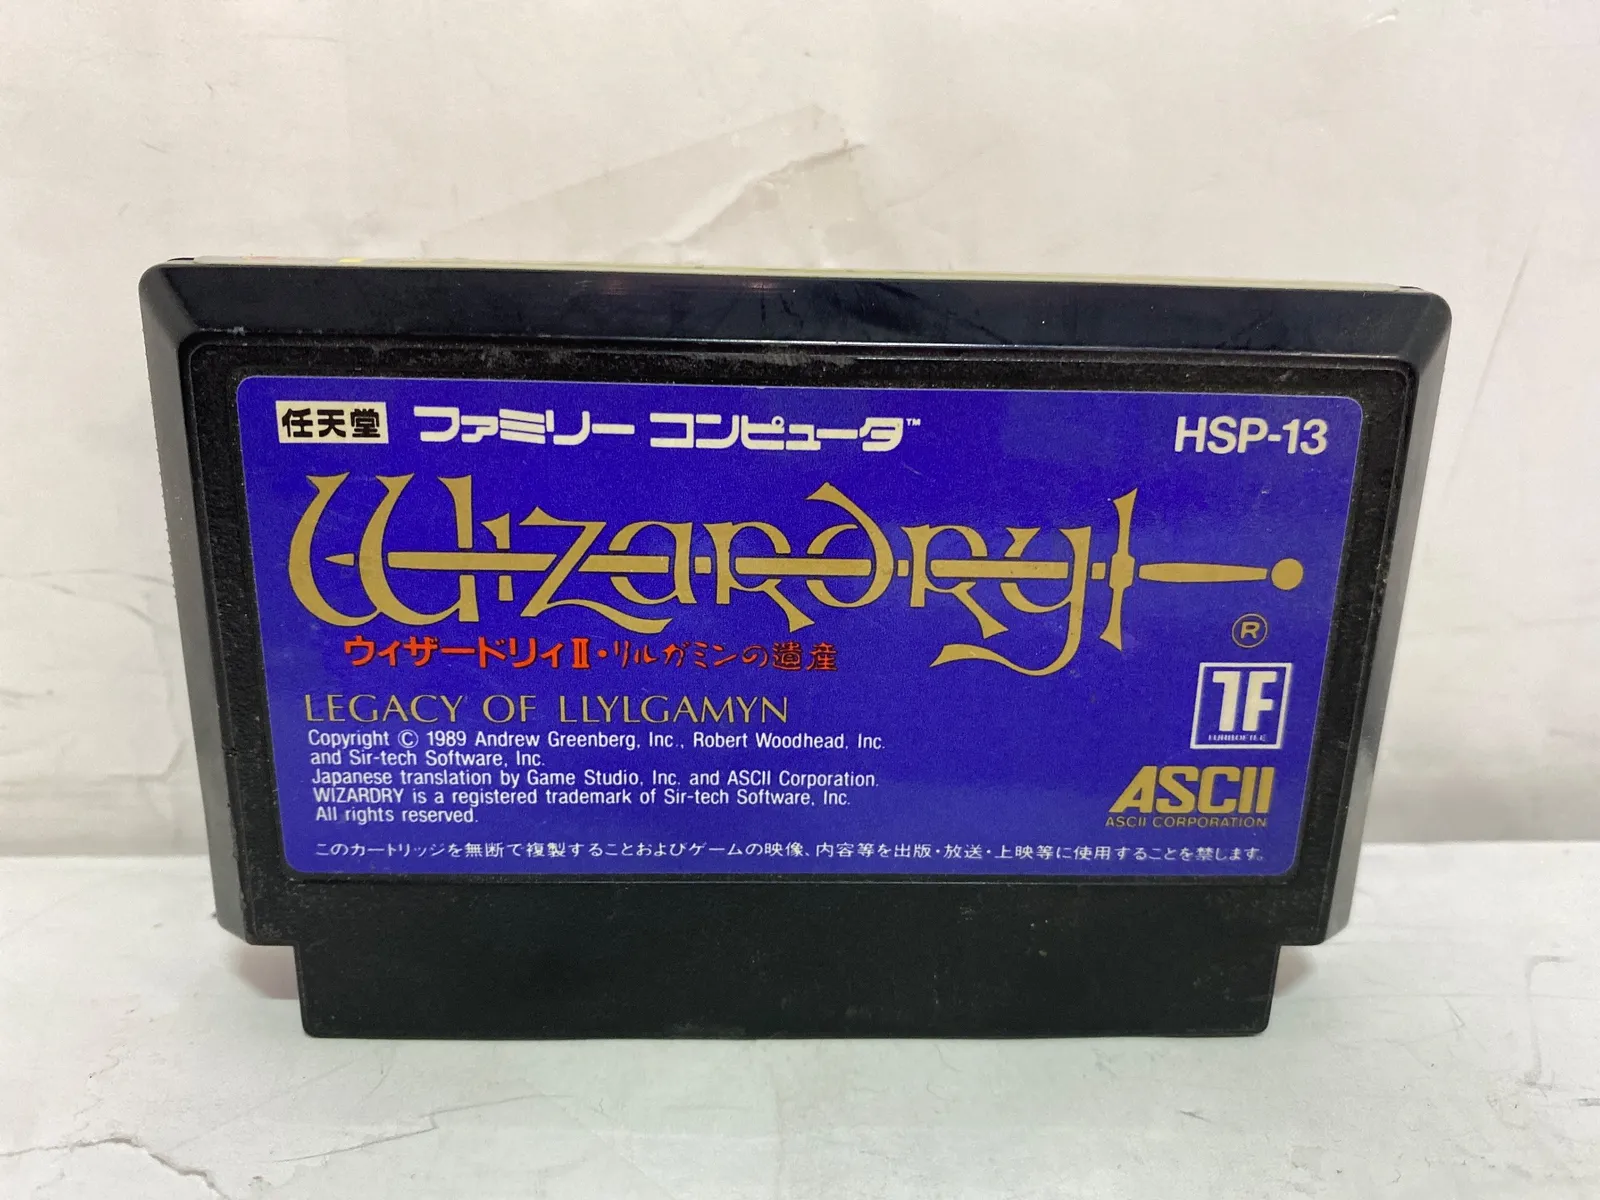 任天堂 ファミリー コンピュータ™ HSP-13
Wizardry
®
ウィザードリィⅡ・リルガミンの遺産
LEGACY OF LLYLGAMYN
Copyright © 1989 Andrew Greenberg, Inc., Robert Woodhead, Inc.
and Sir-tech Software, Inc.
Japanese translation by Game Studio, Inc. and ASCII Corporation.
WIZARDRY is a registered trademark of Sir-tech Software, Inc.
All rights reserved.
TF
TURBOFILE
ASCII
ASCII CORPORATION
このカートリッジを無断で複製することおよびゲームの映像、内容等を出版・放送・上映等に使用することを禁じます。